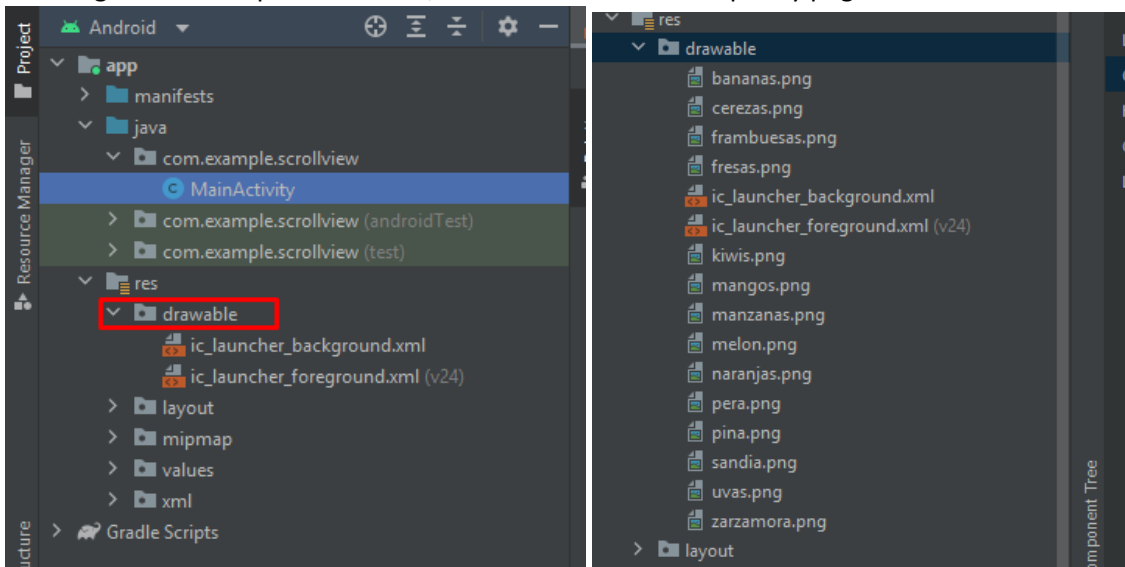 Android
app
manifests
java
com.example.scrollview
MainActivity
com.example.scrollview (androidTest)
com.example.scrollview (test)
res
drawable
ic_launcher_background.xml
ic_launcher_foreground.xml (v24)
layout
mipmap
values
xml
Gradle Scripts
Project
Resource Manager
res
drawable
bananas.png
cerezas.png
frambuesas.png
fresas.png
ic_launcher_background.xml
ic_launcher_foreground.xml (v24)
kiwis.png
mangos.png
manzanas.png
melon.png
naranjas.png
pera.png
pina.png
sandia.png
uvas.png
zarzamora.png
layout
omponent Tree